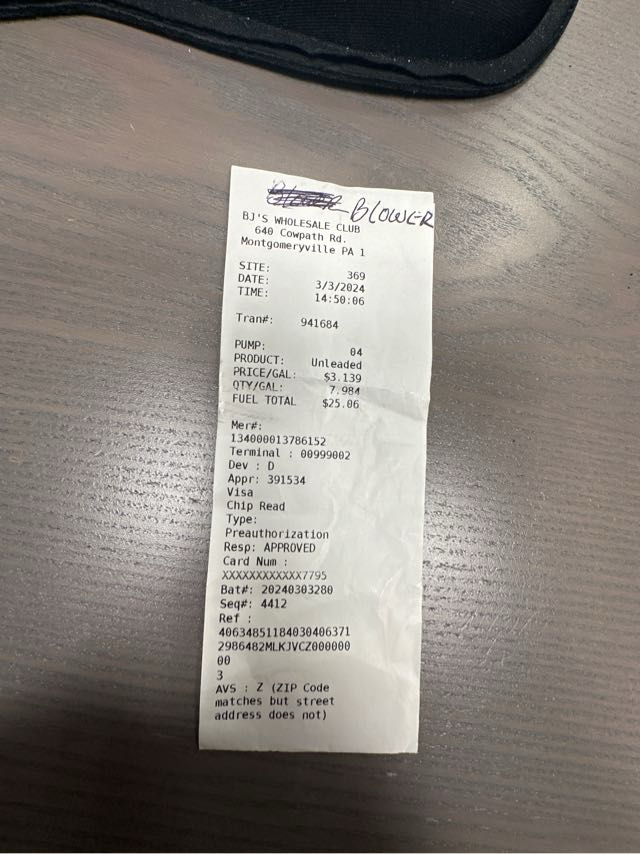 BLOWER
BJ'S WHOLESALE CLUB
640 Cowpath Rd.
Montgomeryville PA 1
SITE: 369
DATE: 3/3/2024
TIME: 14:50:06
Tran#: 941684
PUMP: 04
PRODUCT: Unleaded
PRICE/GAL: $3.139
QTY/GAL: 7.984
FUEL TOTAL $25.06
Mer#:
134000013786152
Terminal : 00999002
Dev : D
Appr: 391534
Visa
Chip Read
Type:
Preauthorization
Resp: APPROVED
Card Num :
XXXXXXXXXXXX7795
Bat#: 20240303280
Seq#: 4412
Ref :
40634851184030406371
2986482MLKJVCZ000000
00
3
AVS : Z (ZIP Code
matches but street
address does not)